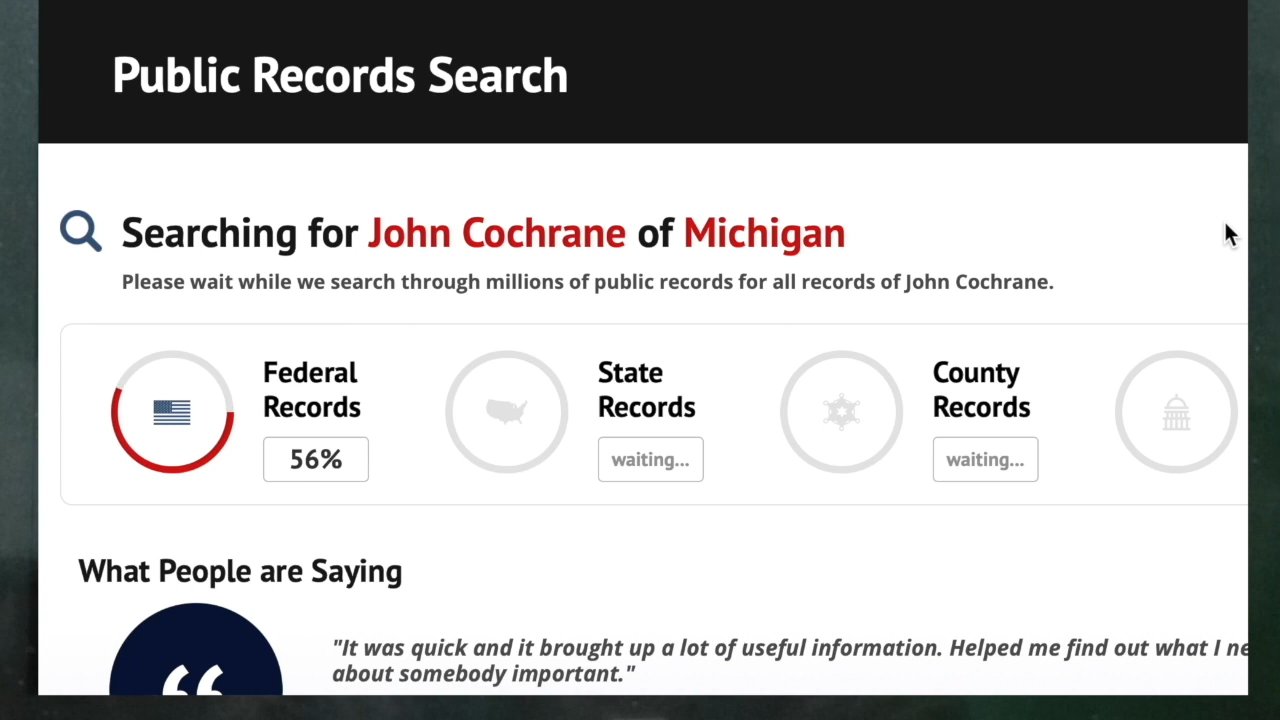 Public Records Search
Searching for John Cochrane of Michigan
Please wait while we search through millions of public records for all records of John Cochrane.
Federal
Records
56%
State
Records
waiting...
County
Records
waiting...
What People are Saying
"It was quick and it brought up a lot of useful information. Helped me find out what I ne
about somebody important."